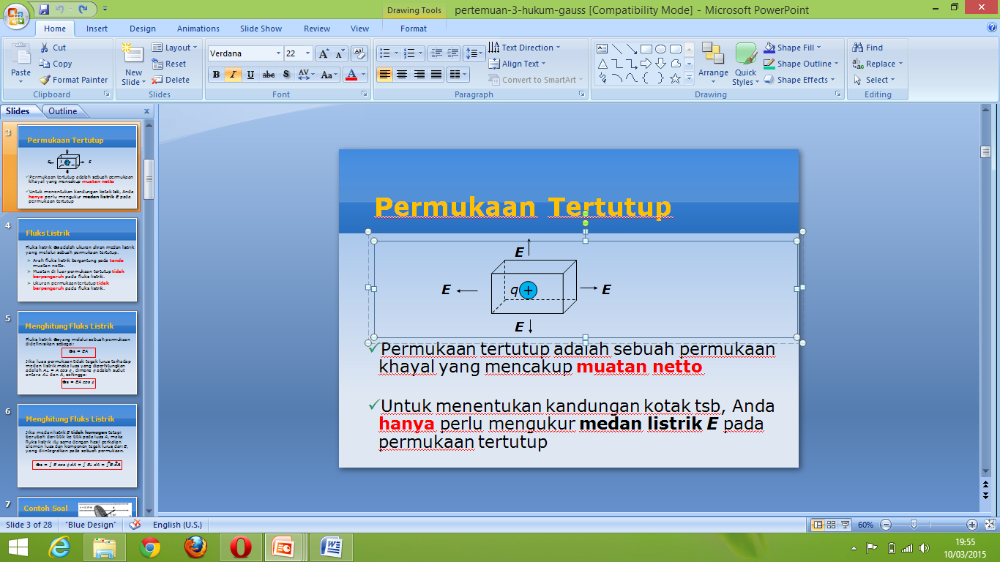 Drawing Tools
pertemuan-3-hukum-gauss [Compatibility Mode] - Microsoft PowerPoint
Home Insert Design Animations Slide Show Review View Format
Paste
Cut
Copy
Format Painter
Clipboard
New Slide
Layout
Reset
Delete
Slides
Verdana 22
B I U abc S AV Aa A
Font
Text Direction
Align Text
Convert to SmartArt
Paragraph
Arrange
Quick Styles
Shape Fill
Shape Outline
Shape Effects
Drawing
Find
Replace
Select
Editing
Slides Outline x
3
Permukaan Tertutup
Permukaan tertutup adalah sebuah permukaan
khayal yang mencakup muatan netto
Untuk menentukan kandungan kotak tsb, Anda
hanya perlu mengukur medan listrik E pada
permukaan tertutup
4
Fluks Listrik
Fluks listrik ΦE adalah ukuran aliran medan listrik
yang melalui sebuah permukaan tertutup.
Arah fluks listrik bergantung pada tanda
muatan netto.
Muatan di luar permukaan tertutup tidak
berpengaruh pada fluks listrik.
Ukuran permukaan tertutup tidak
berpengaruh pada fluks listrik.
5
Menghitung Fluks Listrik
Fluks listrik ΦE yang melalui sebuah permukaan
didefinisikan sebagai:
ΦE = EA
Jika luas permukaan tidak tegak lurus terhadap
medan listrik maka luas yang diperhitungkan
adalah A⊥ = A cos ϕ, dimana ϕ adalah sudut
antara A⊥ dan A, sehingga:
ΦE = EA cos ϕ
6
Menghitung Fluks Listrik
Jika medan listrik E tidak homogen tetapi
berubah dari titik ke titik pada luas A, maka
fluks listrik itu sama dengan hasil perkalian
elemen luas dan komponen tegak lurus dari E,
yang diintegralkan pada sebuah permukaan.
ΦE = ∫ E cos ϕ dA = ∫ E⊥ dA = ∫ E·dA
7
Contoh Soal
Permukaan Tertutup
E
E q + E
E
Permukaan tertutup adalah sebuah permukaan
khayal yang mencakup muatan netto
Untuk menentukan kandungan kotak tsb, Anda
hanya perlu mengukur medan listrik E pada
permukaan tertutup
Slide 3 of 28 "Blue Design" English (U.S.) 60%
19:55
10/03/2015